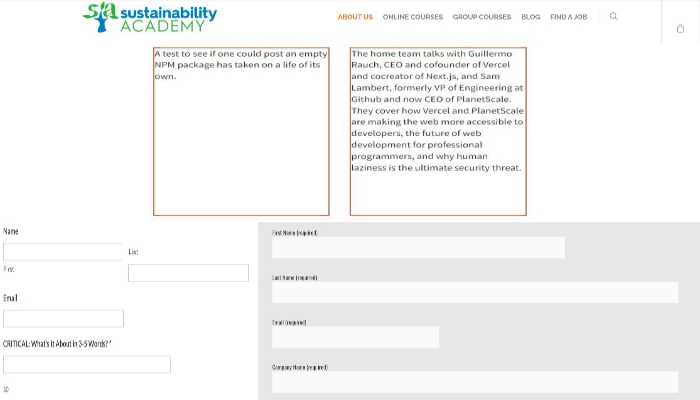 sa sustainability
ACADEMY
ABOUT US ONLINE COURSES GROUP COURSES BLOG FIND A JOB
A test to see if one could post an empty
NPM package has taken on a life of its
own.
The home team talks with Guillermo
Rauch, CEO and cofounder of Vercel
and cocreator of Next.js, and Sam
Lambert, formerly VP of Engineering at
Github and now CEO of PlanetScale.
They cover how Vercel and PlanetScale
are making the web more accessible to
developers, the future of web
development for professional
programmers, and why human
laziness is the ultimate security threat.
Name
First
Last
Email
CRITICAL: What's It About in 3-5 Words? *
50
First Name (required)
Last Name (required)
Email (required)
Company Name (required)